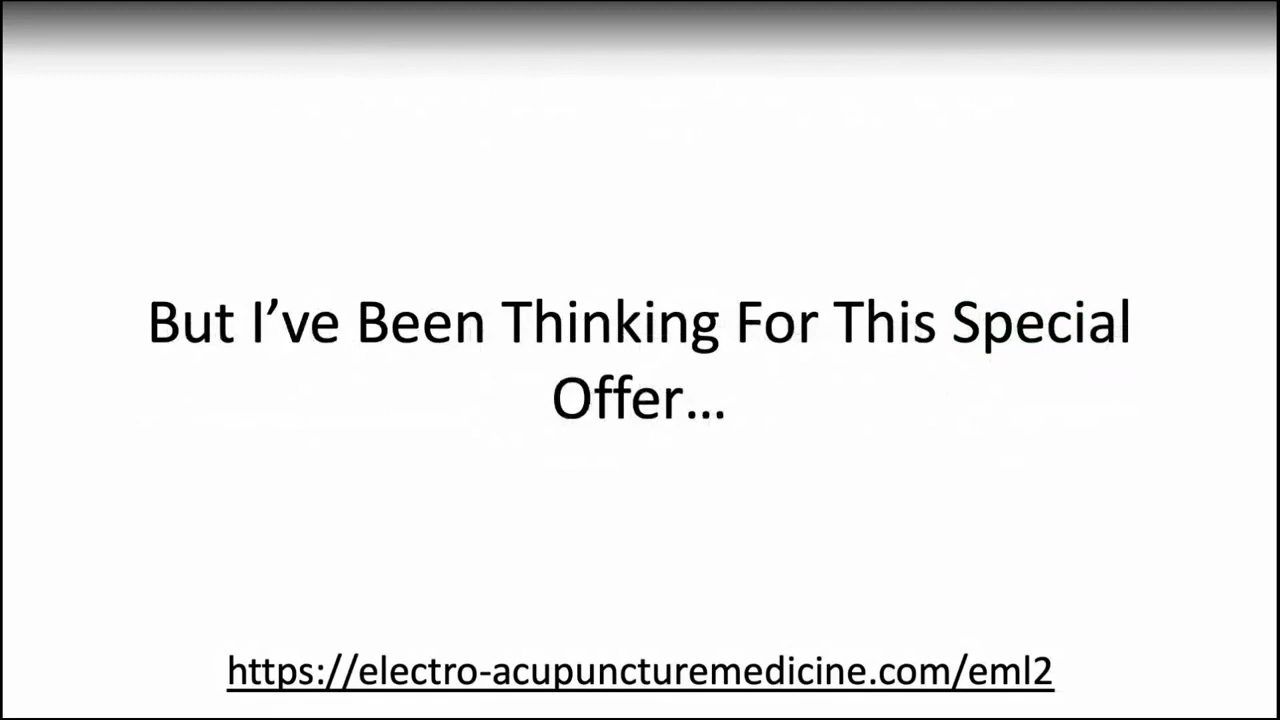 But I’ve Been Thinking For This Special
Offer…
https://electro-acupuncturemedicine.com/eml2